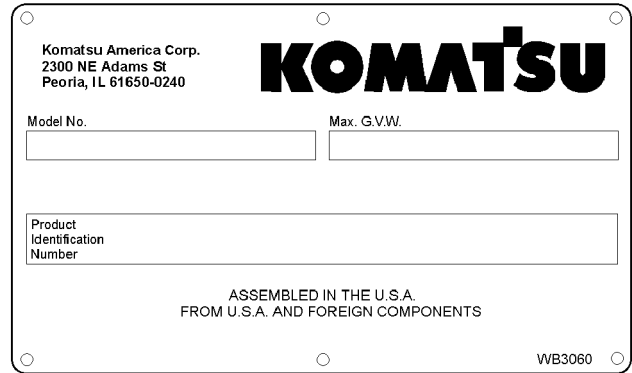 Komatsu America Corp.
2300 NE Adams St
Peoria, IL 61650-0240
KOMATSU
Model No.
Max. G.V.W.
Product
Identification
Number
ASSEMBLED IN THE U.S.A.
FROM U.S.A. AND FOREIGN COMPONENTS
WB3060